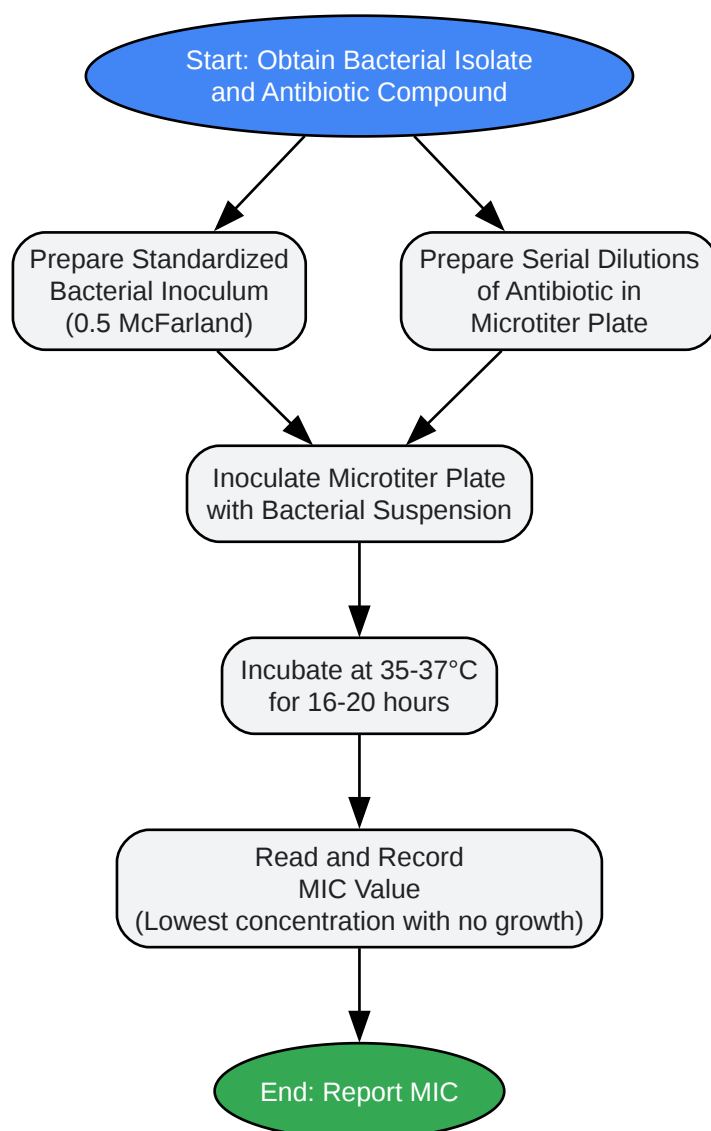 Start: Obtain Bacterial Isolate
and Antibiotic Compound
Prepare Standardized
Bacterial Inoculum
(0.5 McFarland)
Prepare Serial Dilutions
of Antibiotic in
Microtiter Plate
Inoculate Microtiter Plate
with Bacterial Suspension
Incubate at 35-37°C
for 16-20 hours
Read and Record
MIC Value
(Lowest concentration with no growth)
End: Report MIC